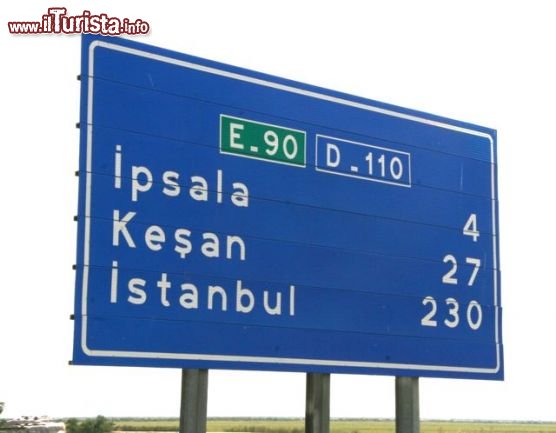 www.ilTurista.info
E-90 D-110
İpsala 4
Keşan 27
İstanbul 230